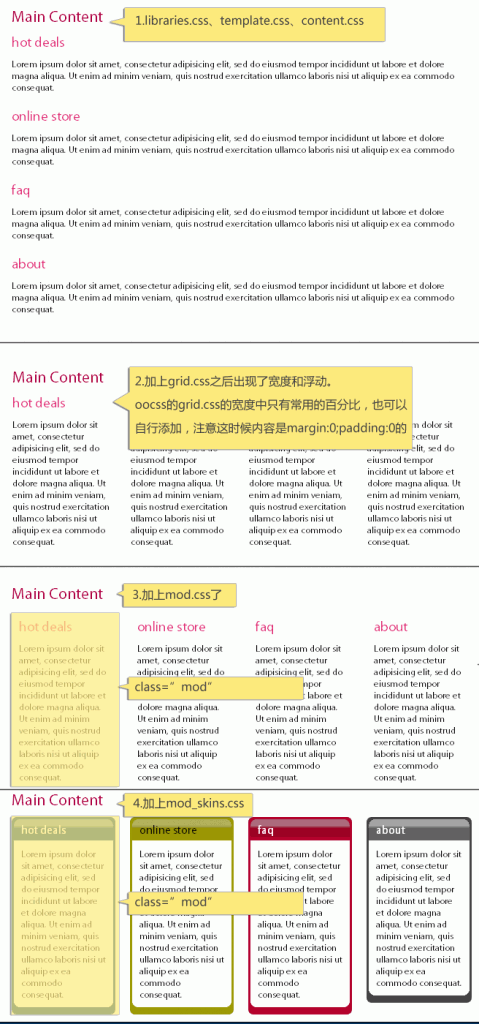 Main Content
1.libraries.css、template.css、content.css
hot deals
Lorem ipsum dolor sit amet, consectetur adipisicing elit, sed do eiusmod tempor incididunt ut labore et dolore
magna aliqua. Ut enim ad minim veniam, quis nostrud exercitation ullamco laboris nisi ut aliquip ex ea commodo
consequat.
online store
Lorem ipsum dolor sit amet, consectetur adipisicing elit, sed do eiusmod tempor incididunt ut labore et dolore
magna aliqua. Ut enim ad minim veniam, quis nostrud exercitation ullamco laboris nisi ut aliquip ex ea commodo
consequat.
faq
Lorem ipsum dolor sit amet, consectetur adipisicing elit, sed do eiusmod tempor incididunt ut labore et dolore
magna aliqua. Ut enim ad minim veniam, quis nostrud exercitation ullamco laboris nisi ut aliquip ex ea commodo
consequat.
about
Lorem ipsum dolor sit amet, consectetur adipisicing elit, sed do eiusmod tempor incididunt ut labore et dolore
magna aliqua. Ut enim ad minim veniam, quis nostrud exercitation ullamco laboris nisi ut aliquip ex ea commodo
consequat.
Main Content
2.加上grid.css之后出现了宽度和浮动。
oocss的grid.css的宽度中只有常用的百分比，也可以
自行添加，注意这时候内容是margin:0;padding:0的
hot deals
Lorem ipsum dolor sit
amet, consectetur
adipisicing elit, sed do
eiusmod tempor
incididunt ut labore et
dolore magna aliqua. Ut
enim ad minim veniam,
quis nostrud exercitation
ullamco laboris nisi ut
aliquip ex ea commodo
consequat.
adipisicing elit, sed do
eiusmod tempor
incididunt ut labore et
dolore magna aliqua. Ut
enim ad minim veniam,
quis nostrud exercitation
ullamco laboris nisi ut
aliquip ex ea commodo
consequat.
adipisicing elit, sed do
eiusmod tempor
incididunt ut labore et
dolore magna aliqua. Ut
enim ad minim veniam,
quis nostrud exercitation
ullamco laboris nisi ut
aliquip ex ea commodo
consequat.
adipisicing elit, sed do
eiusmod tempor
incididunt ut labore et
dolore magna aliqua. Ut
enim ad minim veniam,
quis nostrud exercitation
ullamco laboris nisi ut
aliquip ex ea commodo
consequat.
Main Content
3.加上mod.css了
hot deals
Lorem ipsum dolor sit
amet, consectetur
adipisicing elit, sed do
eiusmod tempor
incididunt ut labore et
dolore magna aliqua.
Ut enim ad minim
veniam, quis nostrud
exercitation ullamco
laboris nisi ut aliquip
ex ea commodo
consequat.
class=”mod”
online store
Lorem ipsum dolor sit
amet, consectetur
adipisicing elit, sed do
dolore magna aliqua.
Ut enim ad minim
veniam, quis nostrud
exercitation ullamco
laboris nisi ut aliquip
ex ea commodo
consequat.
faq
Lorem ipsum dolor sit
amet, consectetur
adipisicing elit, sed do
tempor
ut labore et
dolore magna aliqua.
Ut enim ad minim
veniam, quis nostrud
exercitation ullamco
laboris nisi ut aliquip
ex ea commodo
consequat.
about
Lorem ipsum dolor sit
amet, consectetur
adipisicing elit, sed do
eiusmod tempor
incididunt ut labore et
dolore magna aliqua.
Ut enim ad minim
veniam, quis nostrud
exercitation ullamco
laboris nisi ut aliquip
ex ea commodo
consequat.
Main Content
4.加上mod_skins.css
hot deals
Lorem ipsum dolor
sit amet, consectetur
adipisicing elit, sed
do eiusmod tempor
incididunt ut labore
et dolore magna
aliqua. Ut enim ad
minim veniam, quis
nostrud exercitation
ullamco laboris nisi ut
aliquip ex ea
commodo
consequat.
class=”mod”
online store
Lorem ipsum dolor
sit amet, consectetur
adipisicing elit, sed
do eiusmod tempor
aliqua. Ut enim ad
minim veniam, quis
nostrud exercitation
ullamco laboris nisi ut
aliquip ex ea
commodo
consequat.
faq
Lorem ipsum dolor
sit amet, consectetur
adipisicing elit, sed
do eiusmod tempor
ut labore
magna
aliqua. Ut enim ad
minim veniam, quis
nostrud exercitation
ullamco laboris nisi ut
aliquip ex ea
commodo
consequat.
about
Lorem ipsum dolor sit
amet, consectetur
adipisicing elit, sed do
eiusmod tempor
incididunt ut labore et
dolore magna aliqua.
Ut enim ad minim
veniam, quis nostrud
exercitation ullamco
laboris nisi ut aliquip
ex ea commodo
consequat.